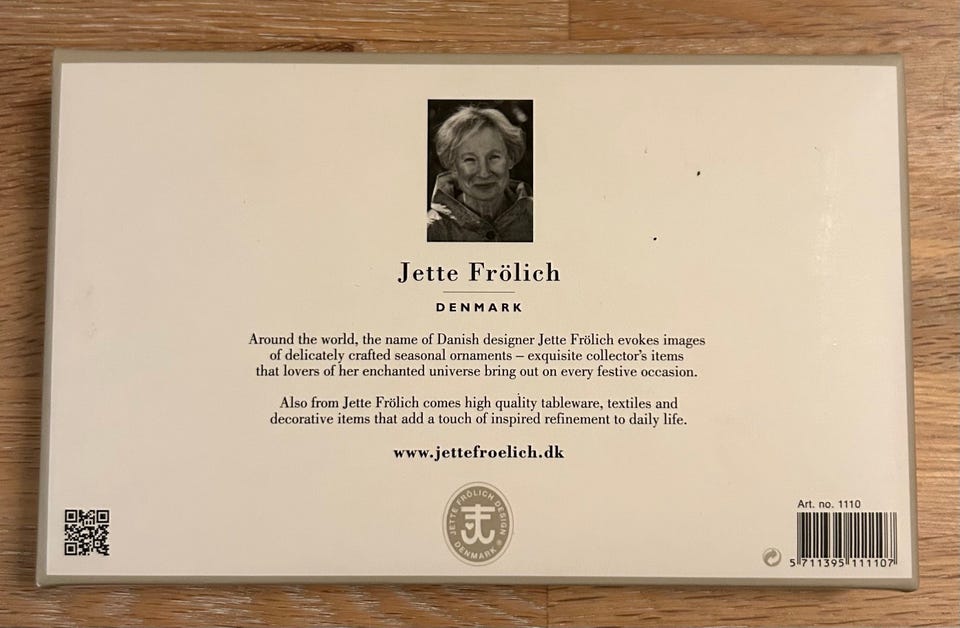 Jette Frölich
DENMARK
Around the world, the name of Danish designer Jette Frölich evokes images
of delicately crafted seasonal ornaments – exquisite collector's items
that lovers of her enchanted universe bring out on every festive occasion.
Also from Jette Frölich comes high quality tableware, textiles and
decorative items that add a touch of inspired refinement to daily life.
www.jettefroelich.dk
JETTE FRÖLICH DESIGN
DENMARK
Art. no. 1110
5 711395 111107